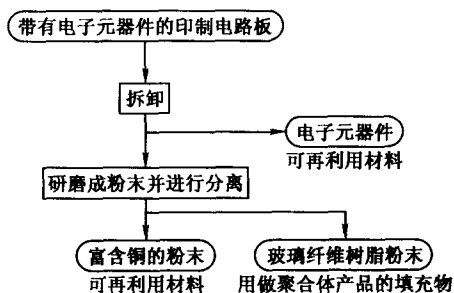 带有电子元器件的印制电路板
拆卸
电子元器件
可再利用材料
研磨成粉末并进行分离
富含铜的粉末
玻璃纤维树脂粉末
可再利用材料
用做聚合体产品的填充物